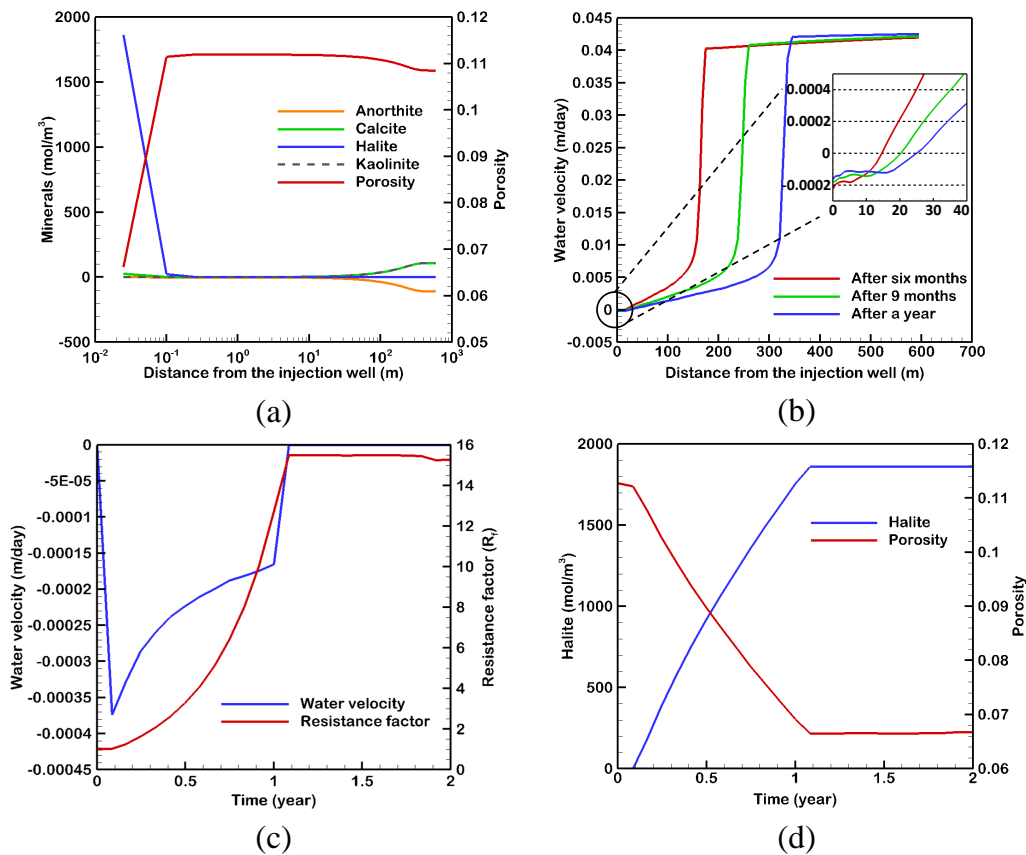 2000
1500
1000
500
0
-500
Minerals (mol/m³)
0.12
0.11
0.1
0.09
0.08
0.07
0.06
0.05
Porosity
Anorthite
Calcite
Halite
Kaolinite
Porosity
10⁻² 10⁻¹ 10⁰ 10¹ 10² 10³
Distance from the injection well (m)
(a)
0.045
0.04
0.035
0.03
0.025
0.02
0.015
0.01
0.005
0
-0.005
Water velocity (m/day)
0.0004
0.0002
0
-0.0002
0 10 20 30 40
After six months
After 9 months
After a year
0 100 200 300 400 500 600 700
Distance from the injection well (m)
(b)
0
-5E-05
-0.0001
-0.00015
-0.0002
-0.00025
-0.0003
-0.00035
-0.0004
-0.00045
Water velocity (m/day)
16
14
12
10
8
6
4
2
0
Resistance factor (Rf)
Water velocity
Resistance factor
0 0.5 1 1.5 2
Time (year)
(c)
2000
1500
1000
500
0
Halite (mol/m³)
0.12
0.11
0.1
0.09
0.08
0.07
0.06
Porosity
Halite
Porosity
0 0.5 1 1.5 2
Time (year)
(d)